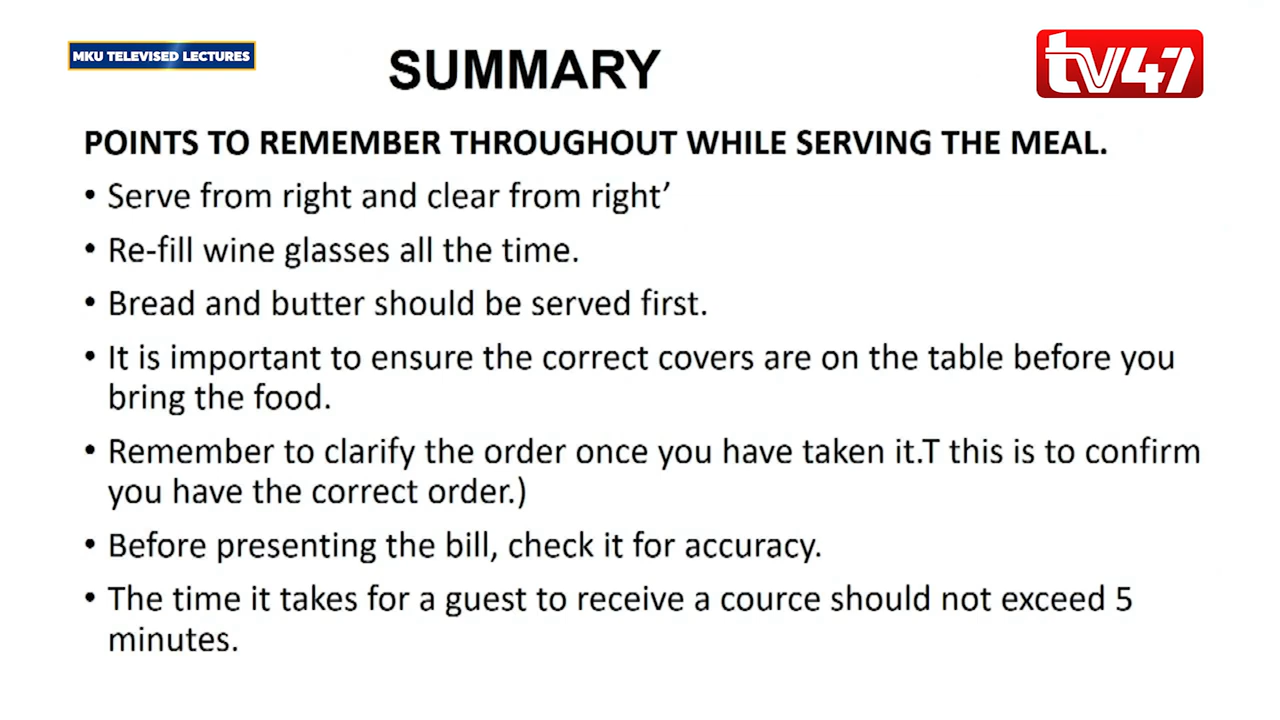 MKU TELEVISED LECTURES
SUMMARY
tv47
POINTS TO REMEMBER THROUGHOUT WHILE SERVING THE MEAL.
• Serve from right and clear from right’
• Re-fill wine glasses all the time.
• Bread and butter should be served first.
• It is important to ensure the correct covers are on the table before you
bring the food.
• Remember to clarify the order once you have taken it.T this is to confirm
you have the correct order.)
• Before presenting the bill, check it for accuracy.
• The time it takes for a guest to receive a cource should not exceed 5
minutes.